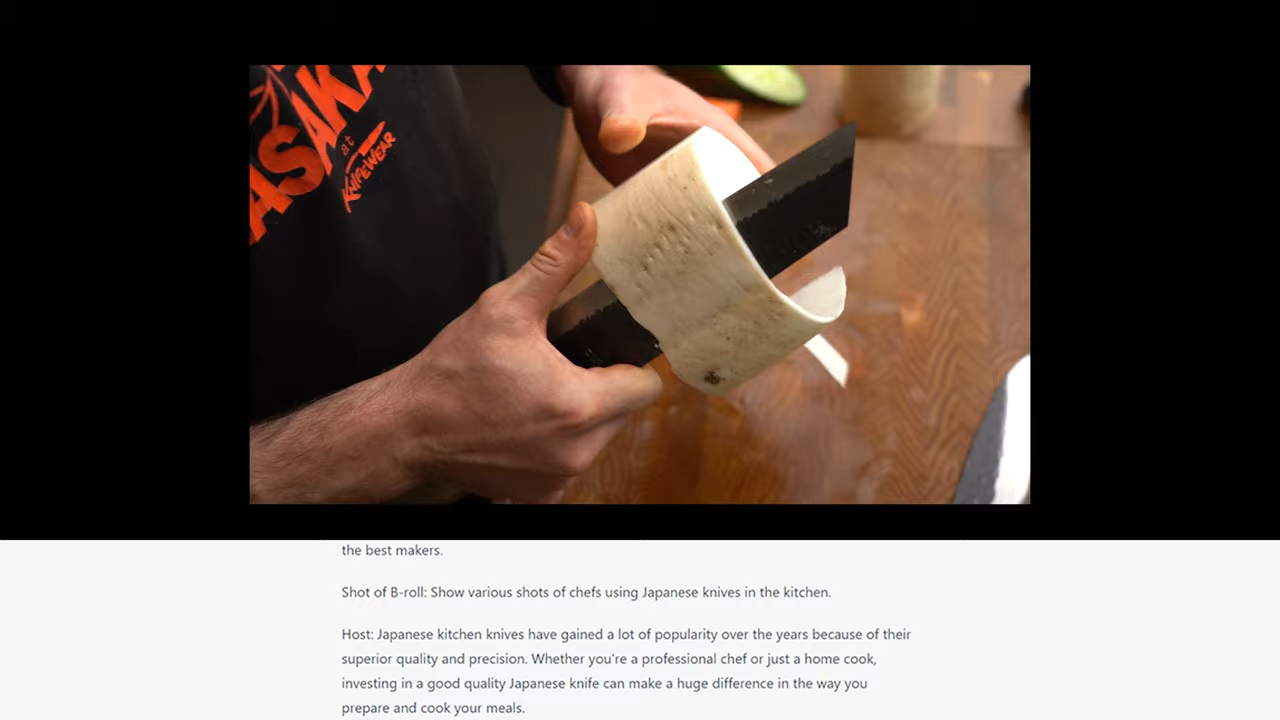 ASAKA
at
KNIFEWEAR
the best makers.
Shot of B-roll: Show various shots of chefs using Japanese knives in the kitchen.
Host: Japanese kitchen knives have gained a lot of popularity over the years because of their
superior quality and precision. Whether you're a professional chef or just a home cook,
investing in a good quality Japanese knife can make a huge difference in the way you
prepare and cook your meals.